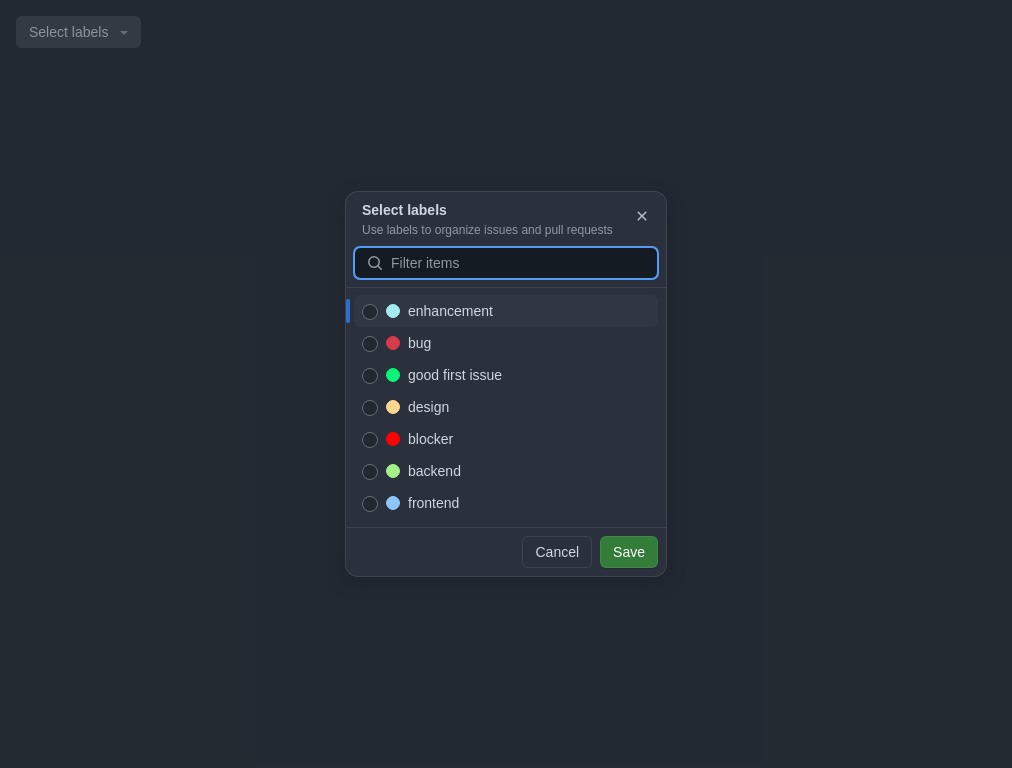 Select labels
Select labels
Use labels to organize issues and pull requests
Filter items
enhancement
bug
good first issue
design
blocker
backend
frontend
Cancel
Save